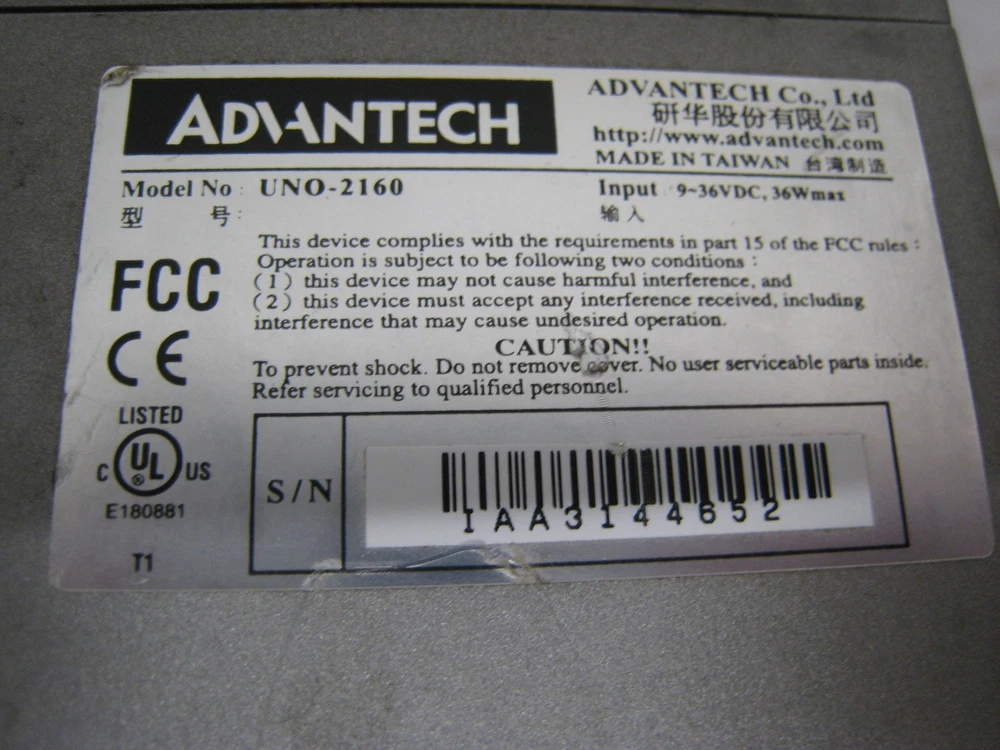 ADVANTECH
ADVANTECH Co., Ltd
研华股份有限公司
http://www.advantech.com
MADE IN TAIWAN 台湾制造
Model No : UNO-2160
型 号:
Input 9~36VDC, 36Wmax
输入
This device complies with the requirements in part 15 of the FCC rules :
Operation is subject to be following two conditions :
(1) this device may not cause harmful interference, and
(2) this device must accept any interference received, including
interference that may cause undesired operation.
FCC
CE
CAUTION!!
To prevent shock. Do not remove cover. No user serviceable parts inside.
Refer servicing to qualified personnel.
LISTED
C UL® US
E180881
T1
S/N
IAA3144652